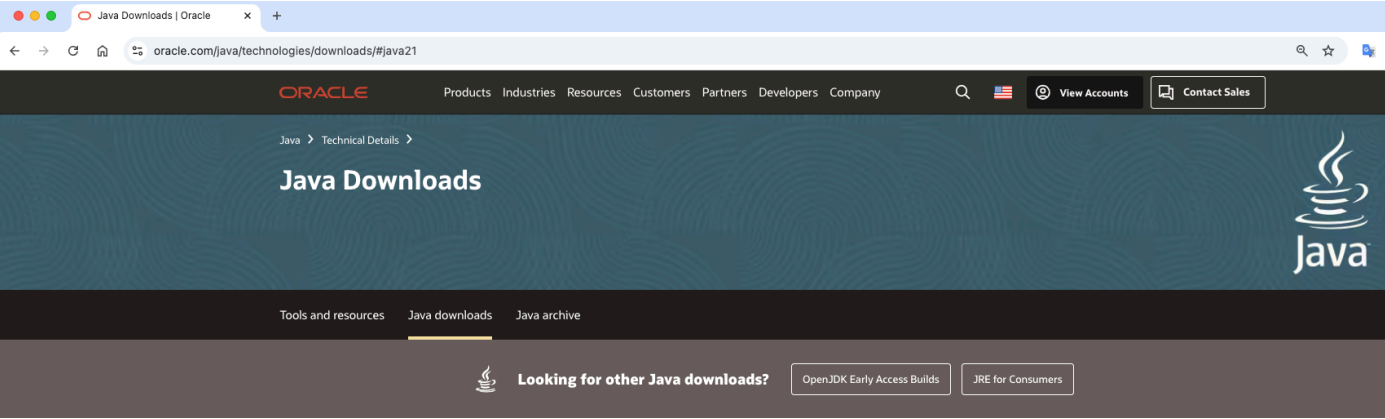 Java Downloads | Oracle
oracle.com/java/technologies/downloads/#java21
ORACLE Products Industries Resources Customers Partners Developers Company View Accounts Contact Sales
Java > Technical Details >
Java Downloads
Java
Tools and resources Java downloads Java archive
Looking for other Java downloads? OpenJDK Early Access Builds JRE for Consumers